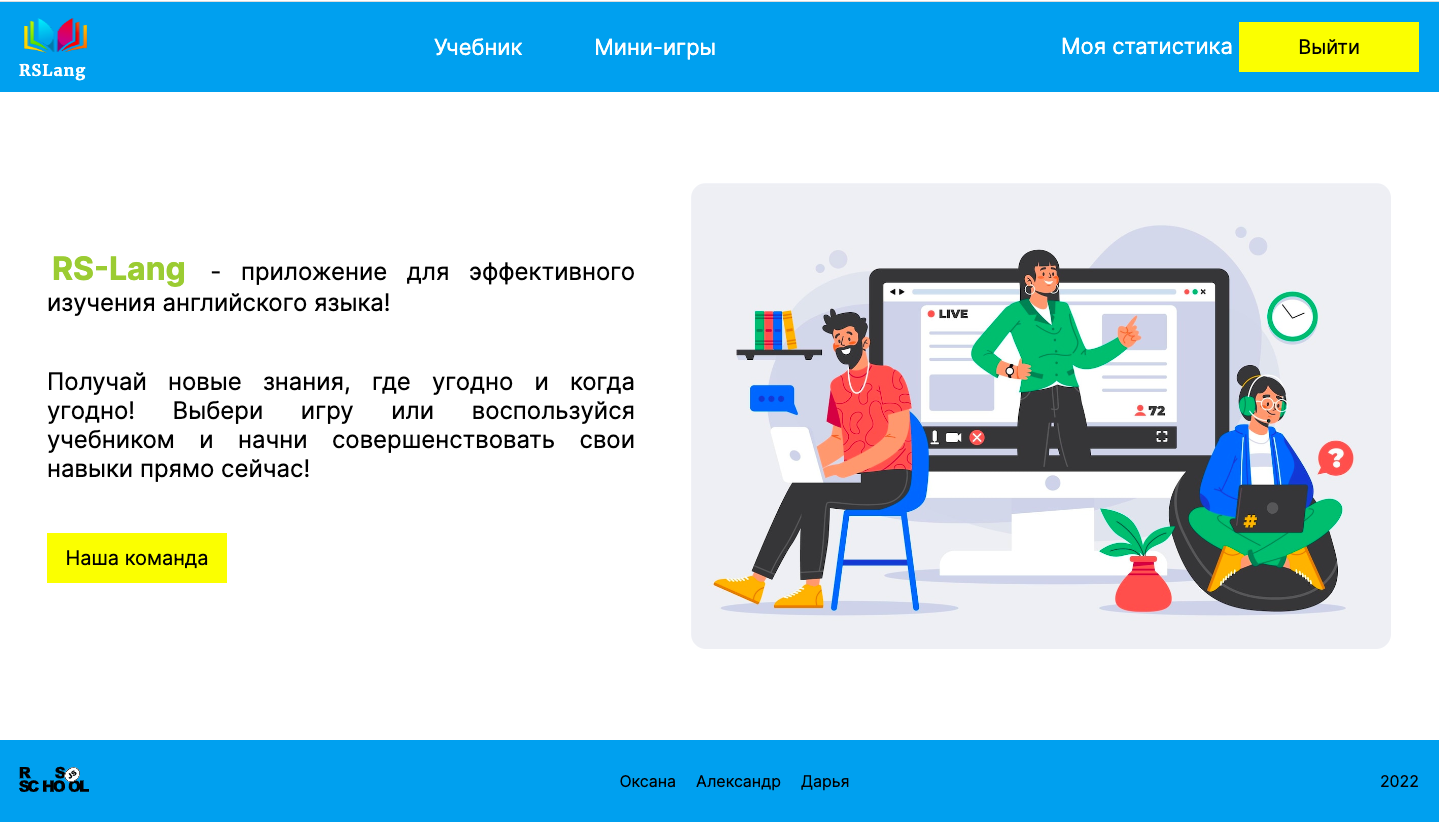 RSLang
Учебник
Мини-игры
Моя статистика
Выйти
RS-Lang - приложение для эффективного
изучения английского языка!
Получай новые знания, где угодно и когда
угодно! Выбери игру или воспользуйся
учебником и начни совершенствовать свои
навыки прямо сейчас!
Наша команда
LIVE
72
?
#
R S JS
SCHOOL
Оксана
Александр
Дарья
2022